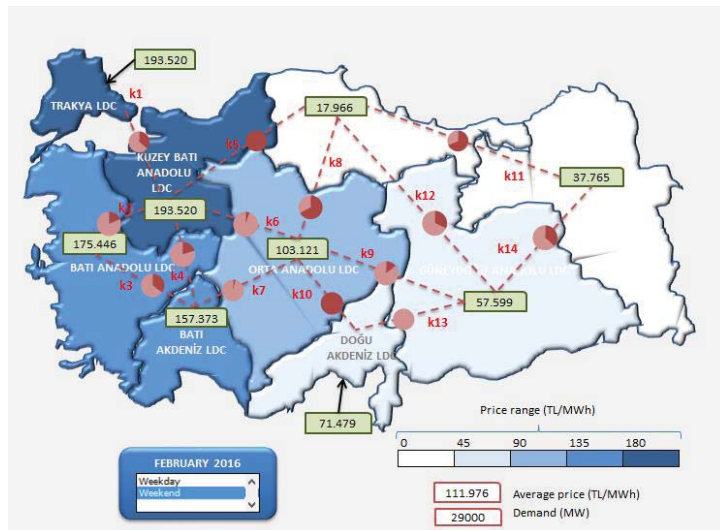 193.520
k1
TRAKYA LDC
17.966
k5
KUZEY BATI
ANADOLU
LDC
k8
k11
37.765
k12
193.520
k6
175.446
103.121
k9
k14
BATI ANADOLU LDC
ORTA ANADOLU LDC
k3
k4
k7
k10
57.599
157.373
k13
BATI
AKDENİZ LDC
DOĞU
AKDENİZ LDC
71.479
Price range (TL/MWh)
0 45 90 135 180
FEBRUARY 2016
Weekday
Weekend
111.976 Average price (TL/MWh)
29000 Demand (MW)